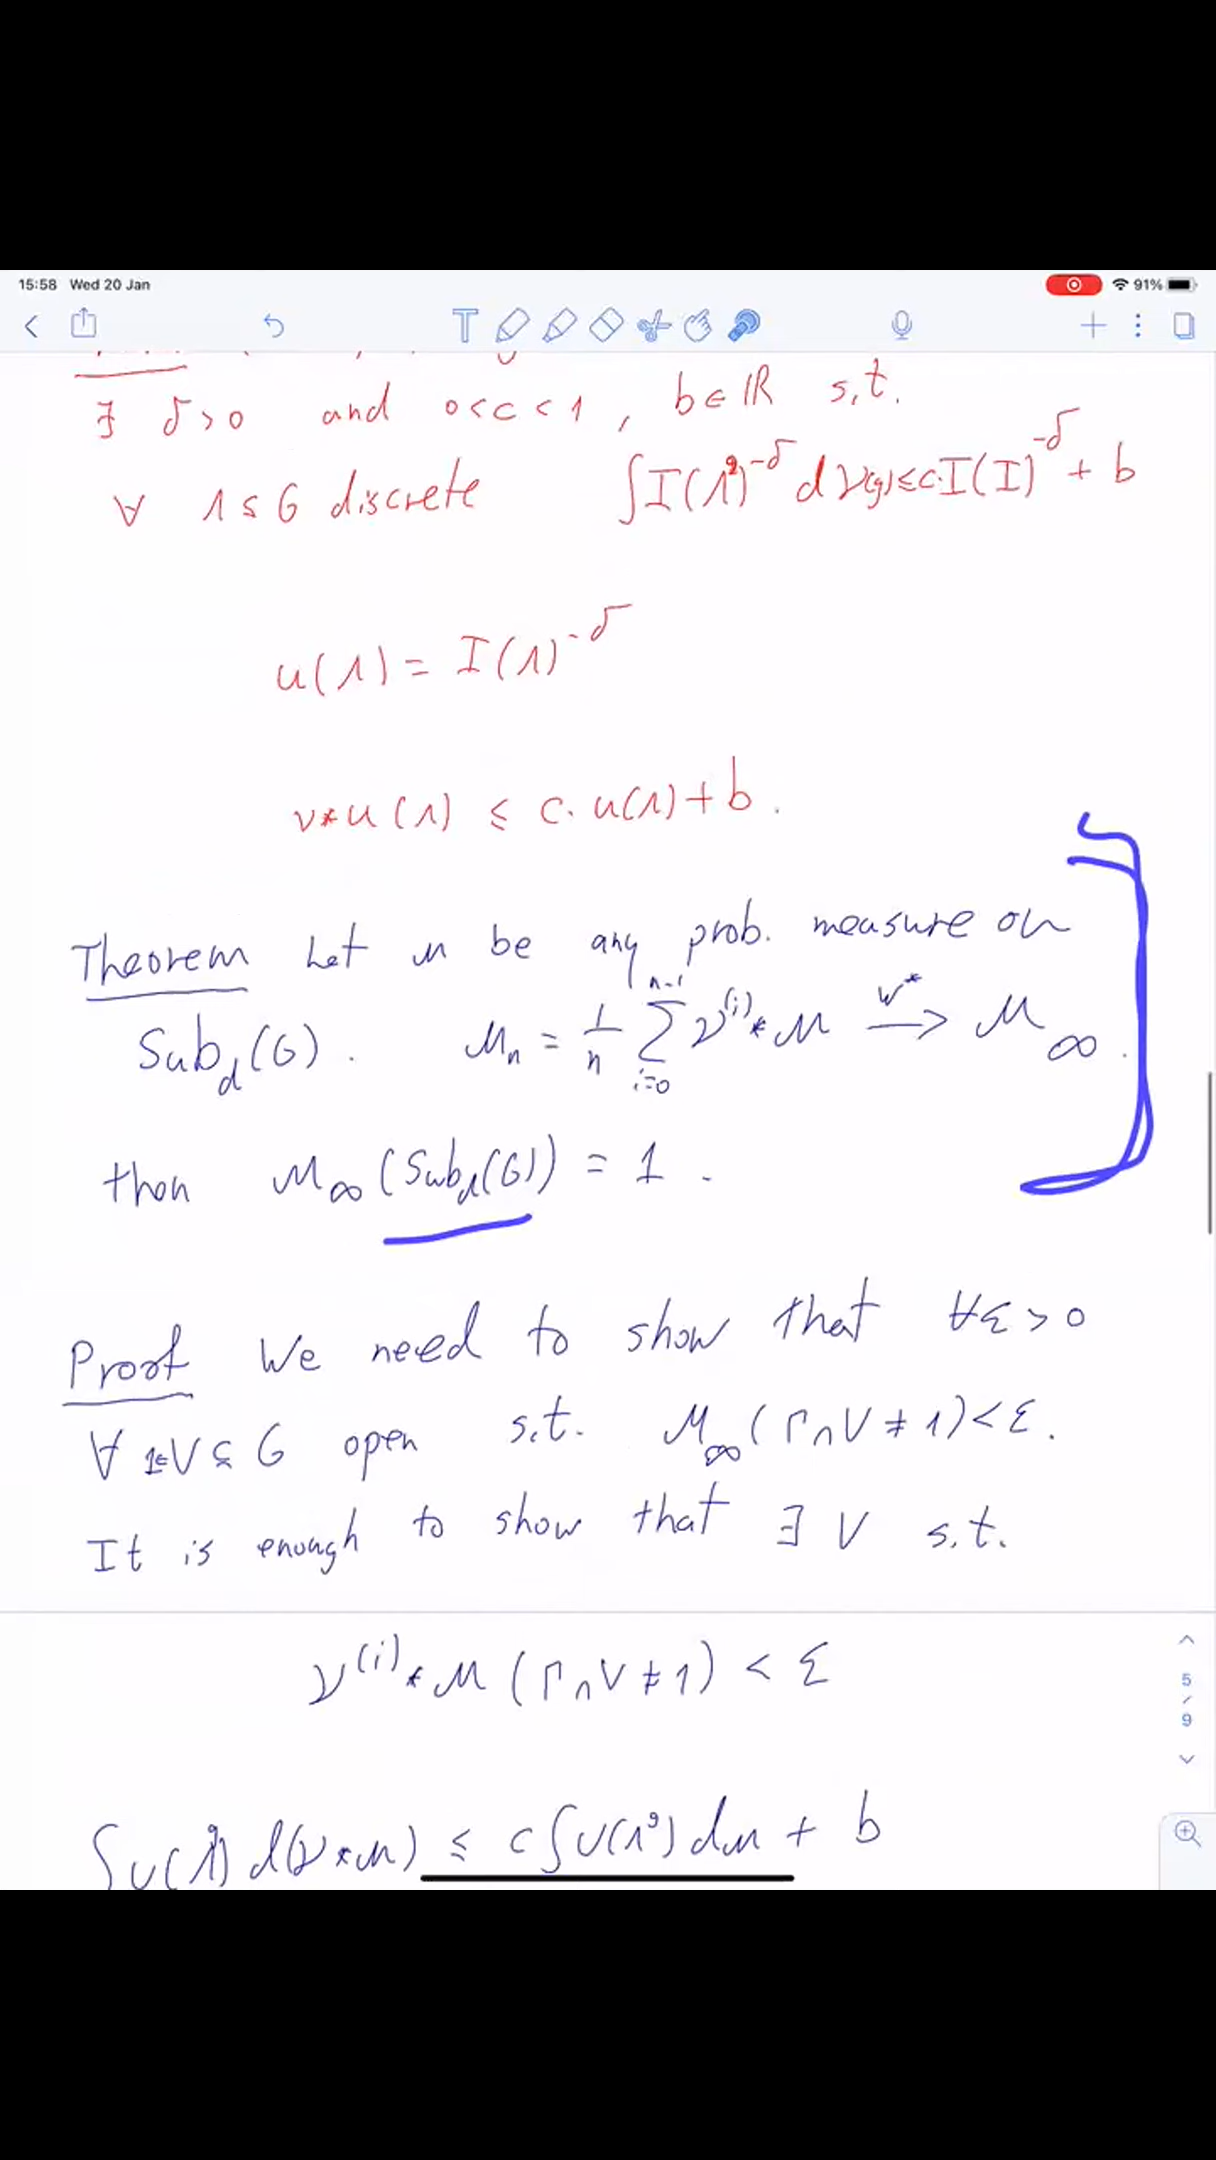 15:58 Wed 20 Jan
91%
T
∃ δ>0 and 0<c<1, b∈ℝ s.t.
∀ Λ≤G discrete ∫I(Λ^g)^{-δ} dν(g)≤c·I(I)^{-δ} + b
u(Λ) = I(Λ)^{-δ}
ν*u(Λ) ≤ c·u(Λ)+b.
Theorem Let μ be any prob. measure on
Sub_d(G). μ_n = 1/n ∑_{i=0}^{n-1} ν^{(i)}*μ →^{w*} μ_∞.
then μ_∞(Sub_d(G)) = 1.
Proof We need to show that ∀ε>0
∀ 1∈V⊆G open s.t. μ_∞(Γ∩V≠1)<ε.
It is enough to show that ∃ V s.t.
ν^{(i)}*μ(Γ∩V≠1) < ε
∫u(Λ^g) d(ν*μ) ≤ c∫u(Λ^g)dμ + b
5
/
9